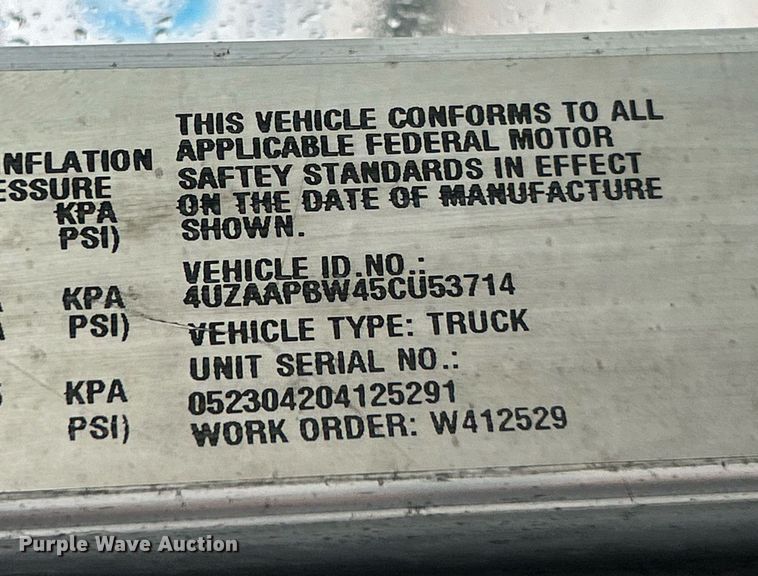 NFLATION
ESSURE
KPA
PSI)
KPA
PSI)
KPA
PSI)
THIS VEHICLE CONFORMS TO ALL
APPLICABLE FEDERAL MOTOR
SAFTEY STANDARDS IN EFFECT
ON THE DATE OF MANUFACTURE
SHOWN.
VEHICLE ID.NO.:
4UZAAPBW45CU53714
VEHICLE TYPE: TRUCK
UNIT SERIAL NO.:
052304204125291
WORK ORDER: W412529
Purple Wave Auction